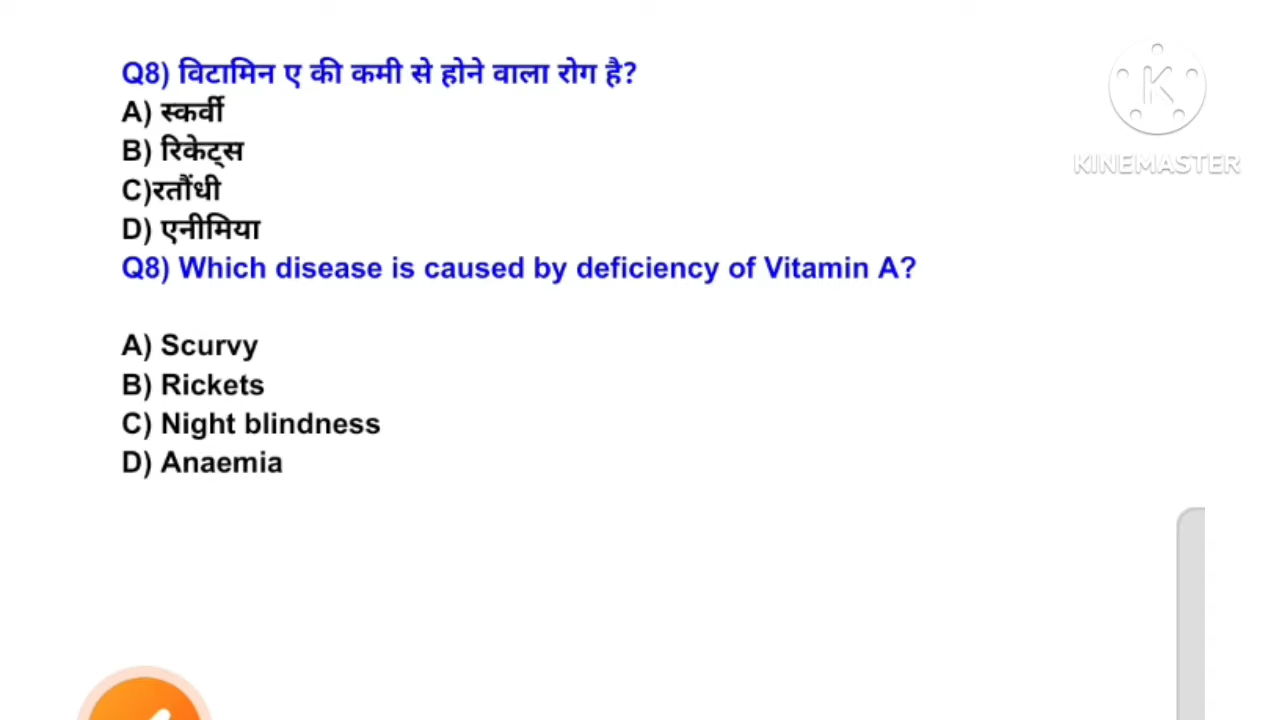 Q8) विटामिन ए की कमी से होने वाला रोग है?
A) स्कर्वी
B) रिकेट्स
C)रतौंधी
D) एनीमिया
Q8) Which disease is caused by deficiency of Vitamin A?
A) Scurvy
B) Rickets
C) Night blindness
D) Anaemia
K
KINEMASTER